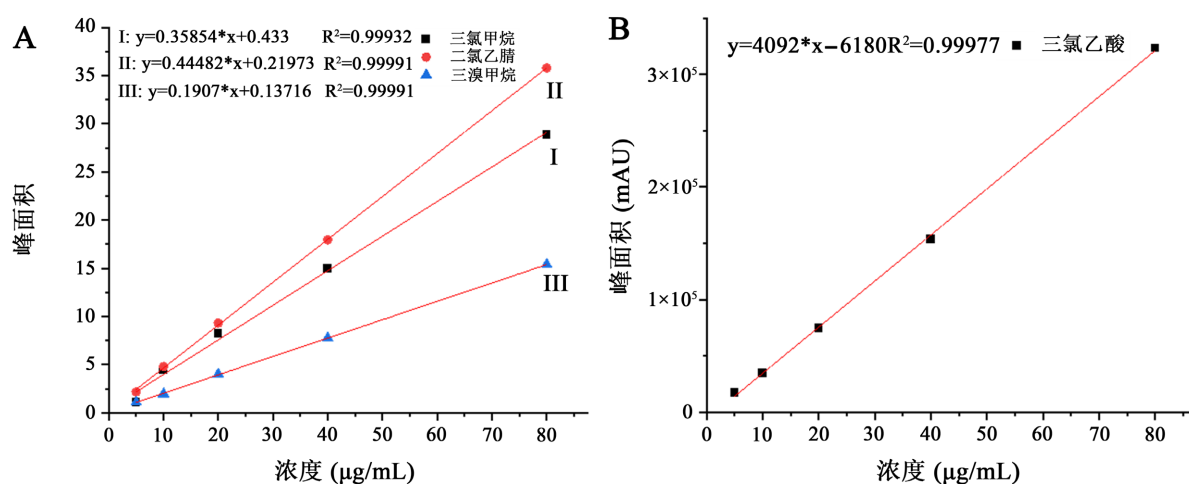 A
I: y=0.35854*x+0.433 R²=0.99932
II: y=0.44482*x+0.21973 R²=0.99991
III: y=0.1907*x+0.13716 R²=0.99991
三氯甲烷
二氯乙腈
三溴甲烷
40
35
30
25
20
15
10
5
0
峰面积
II
I
III
0 10 20 30 40 50 60 70 80
浓度 (μg/mL)
B
y=4092*x−6180R²=0.99977 三氯乙酸
3×10⁵
2×10⁵
1×10⁵
0
峰面积 (mAU)
0 10 20 30 40 50 60 70 80
浓度 (μg/mL)